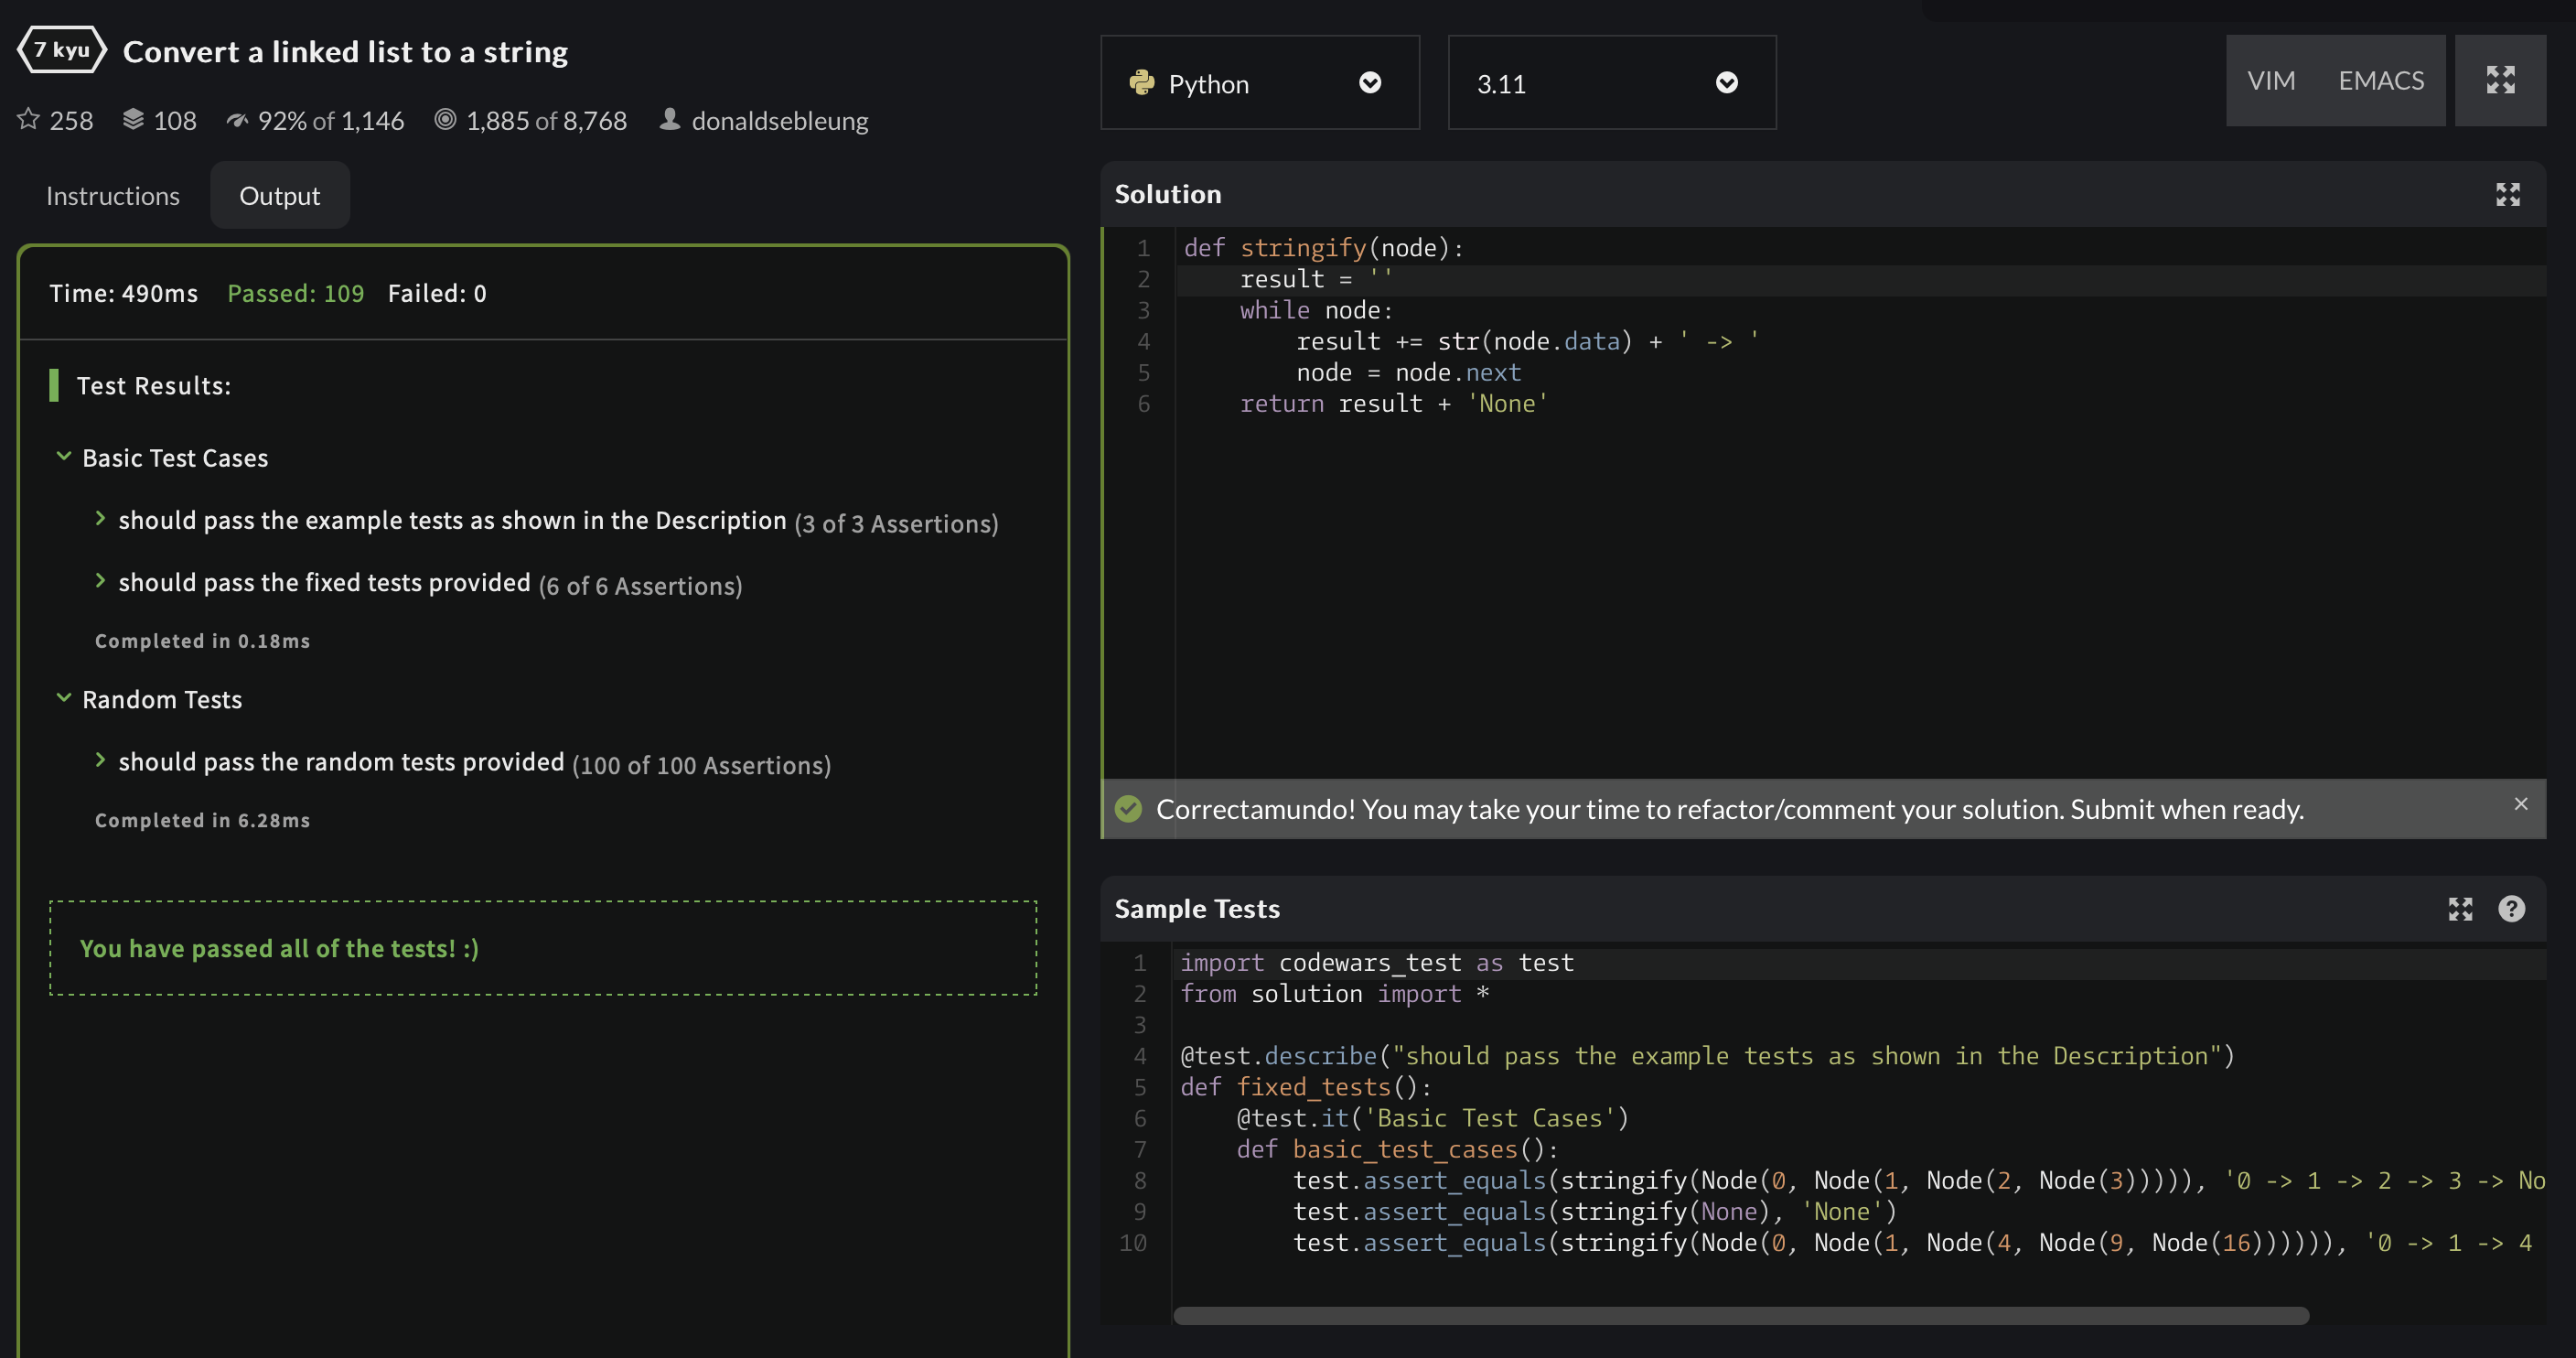 7 kyu Convert a linked list to a string
258 108 92% of 1,146 1,885 of 8,768 donaldsebleung
Instructions Output
Time: 490ms Passed: 109 Failed: 0
Test Results:
Basic Test Cases
should pass the example tests as shown in the Description (3 of 3 Assertions)
should pass the fixed tests provided (6 of 6 Assertions)
Completed in 0.18ms
Random Tests
should pass the random tests provided (100 of 100 Assertions)
Completed in 6.28ms
You have passed all of the tests! :)
Python 3.11 VIM EMACS
Solution
1 def stringify(node):
2     result = ''
3     while node:
4         result += str(node.data) + ' -> '
5         node = node.next
6     return result + 'None'
Correctamundo! You may take your time to refactor/comment your solution. Submit when ready. ×
Sample Tests ?
1 import codewars_test as test
2 from solution import *
3
4 @test.describe("should pass the example tests as shown in the Description")
5 def fixed_tests():
6     @test.it('Basic Test Cases')
7     def basic_test_cases():
8         test.assert_equals(stringify(Node(0, Node(1, Node(2, Node(3))))), '0 -> 1 -> 2 -> 3 -> No
9         test.assert_equals(stringify(None), 'None')
10         test.assert_equals(stringify(Node(0, Node(1, Node(4, Node(9, Node(16)))))), '0 -> 1 -> 4